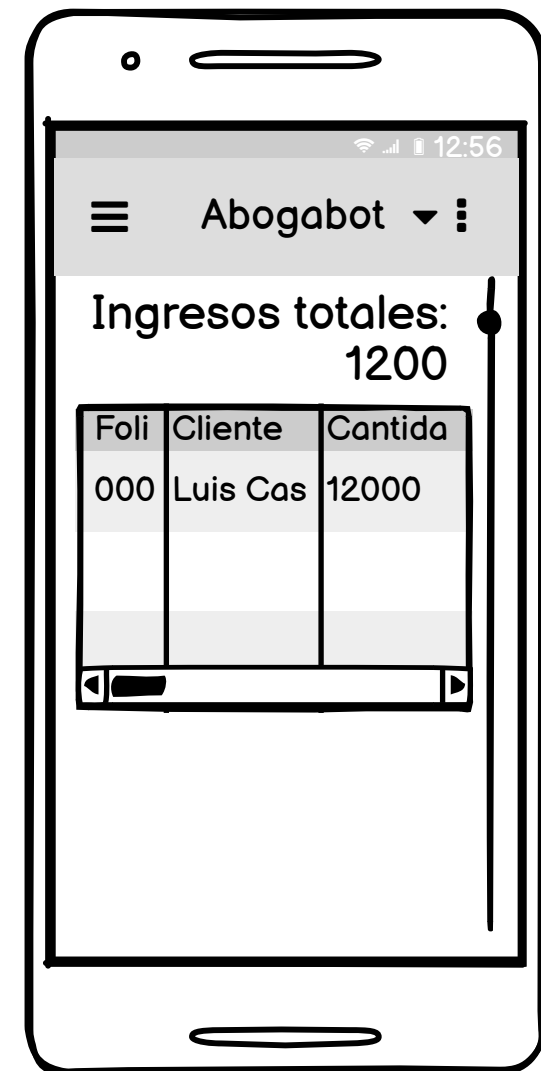 12:56
Abogabot
Ingresos totales:
1200
Foli Cliente Cantida
000 Luis Cas 12000